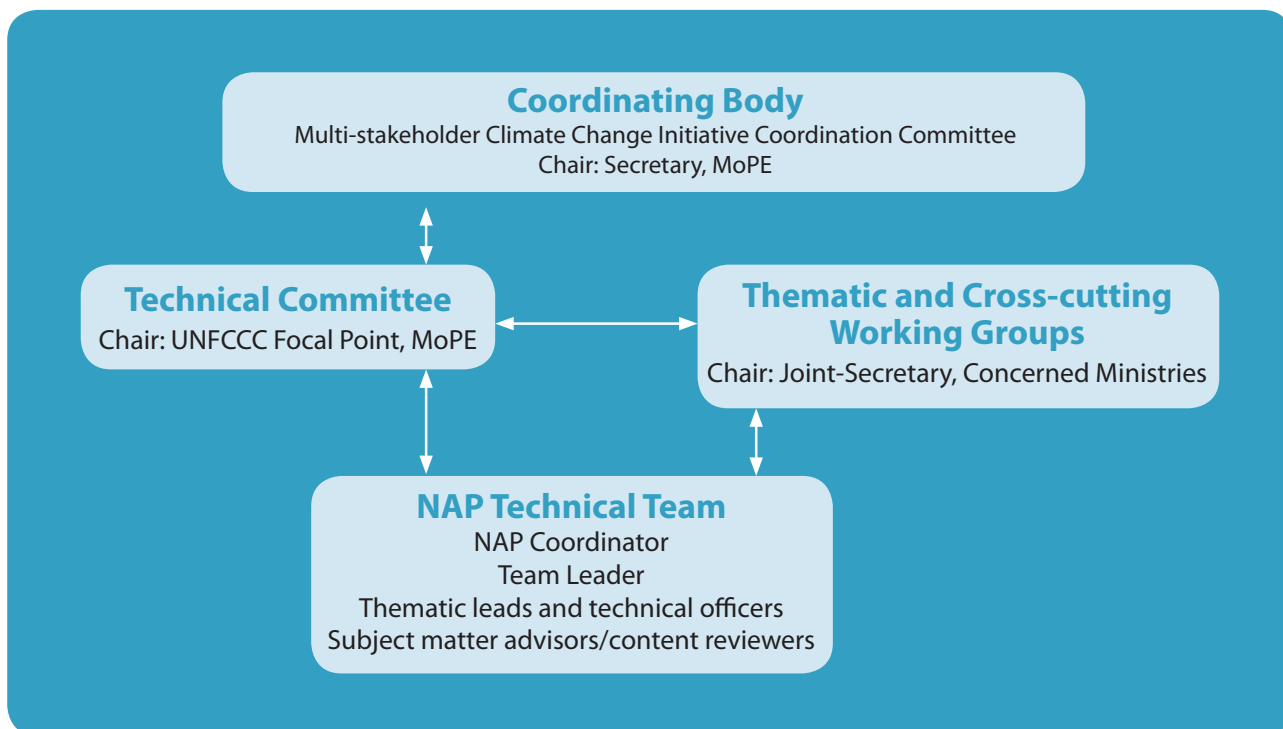 Coordinating Body
Multi-stakeholder Climate Change Initiative Coordination Committee
Chair: Secretary, MoPE
Technical Committee
Chair: UNFCCC Focal Point, MoPE
Thematic and Cross-cutting
Working Groups
Chair: Joint-Secretary, Concerned Ministries
NAP Technical Team
NAP Coordinator
Team Leader
Thematic leads and technical officers
Subject matter advisors/content reviewers